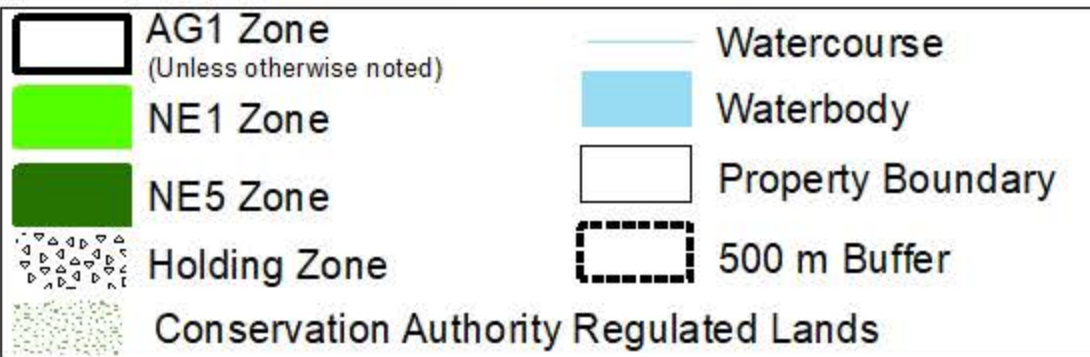 AG1 Zone
(Unless otherwise noted)
NE1 Zone
NE5 Zone
Holding Zone
Conservation Authority Regulated Lands
Watercourse
Waterbody
Property Boundary
500 m Buffer